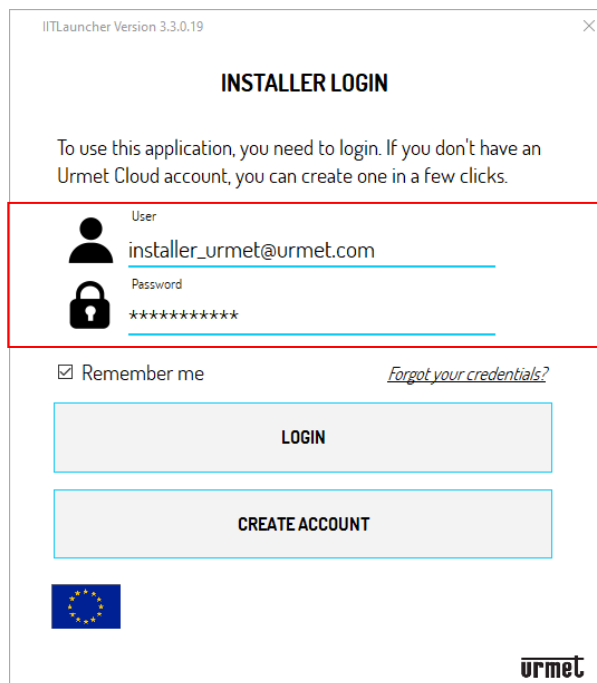 IITLauncher Version 3.3.0.19
INSTALLER LOGIN
To use this application, you need to login. If you don't have an
Urmet Cloud account, you can create one in a few clicks.
User
installer_urmet@urmet.com
Password
***********
Remember me
Forgot your credentials?
LOGIN
CREATE ACCOUNT
urmet